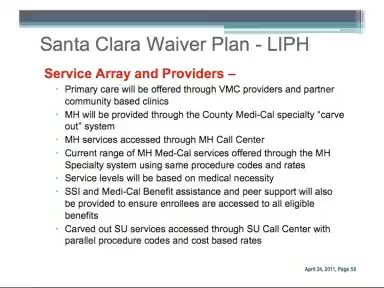 Santa Clara Waiver Plan - LIPH
Service Array and Providers –
• Primary care will be offered through VMC providers and partner
community based clinics
• MH will be provided through the County Medi-Cal specialty “carve
out” system
• MH services accessed through MH Call Center
• Current range of MH Med-Cal services offered through the MH
Specialty system using same procedure codes and rates
• Service levels will be based on medical necessity
• SSI and Medi-Cal Benefit assistance and peer support will also
be provided to ensure enrollees are accessed to all eligible
benefits
• Carved out SU services accessed through SU Call Center with
parallel procedure codes and cost based rates
April 24, 2011, Page 59